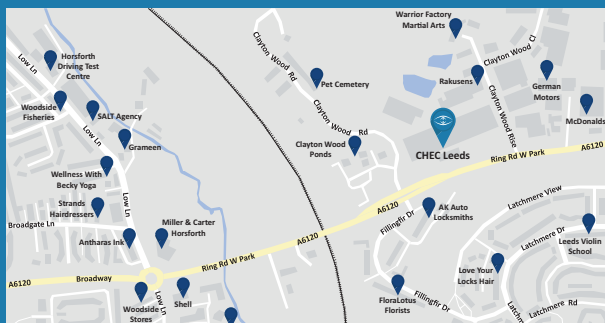 Warrior Factory
Martial Arts
Horsforth
Driving Test
Centre
Low Ln
Clayton Wood Rd
Pet Cemetery
Rakusens
Clayton Wood Cl
German
Motors
Woodside
Fisheries
SALT Agency
Clayton Wood Rd
Clayton Wood Rise
McDonalds
Low Ln
Grameen
Clayton Wood
Ponds
CHEC Leeds
Ring Rd W Park
A6120
Wellness With
Becky Yoga
Low Ln
Strands
Hairdressers
Latchmere View
A6120
AK Auto
Locksmiths
Broadgate Ln
Miller & Carter
Horsforth
Fillingfir Dr
Latchmere Dr
Antharas Ink
A6120
Leeds Violin
School
Ring Rd W Park
Love Your
Locks Hair
A6120
Broadway
Low Ln
Woodside
Stores
Shell
FloraLotus
Florists
Fillingfir Dr
Latchmere Rd